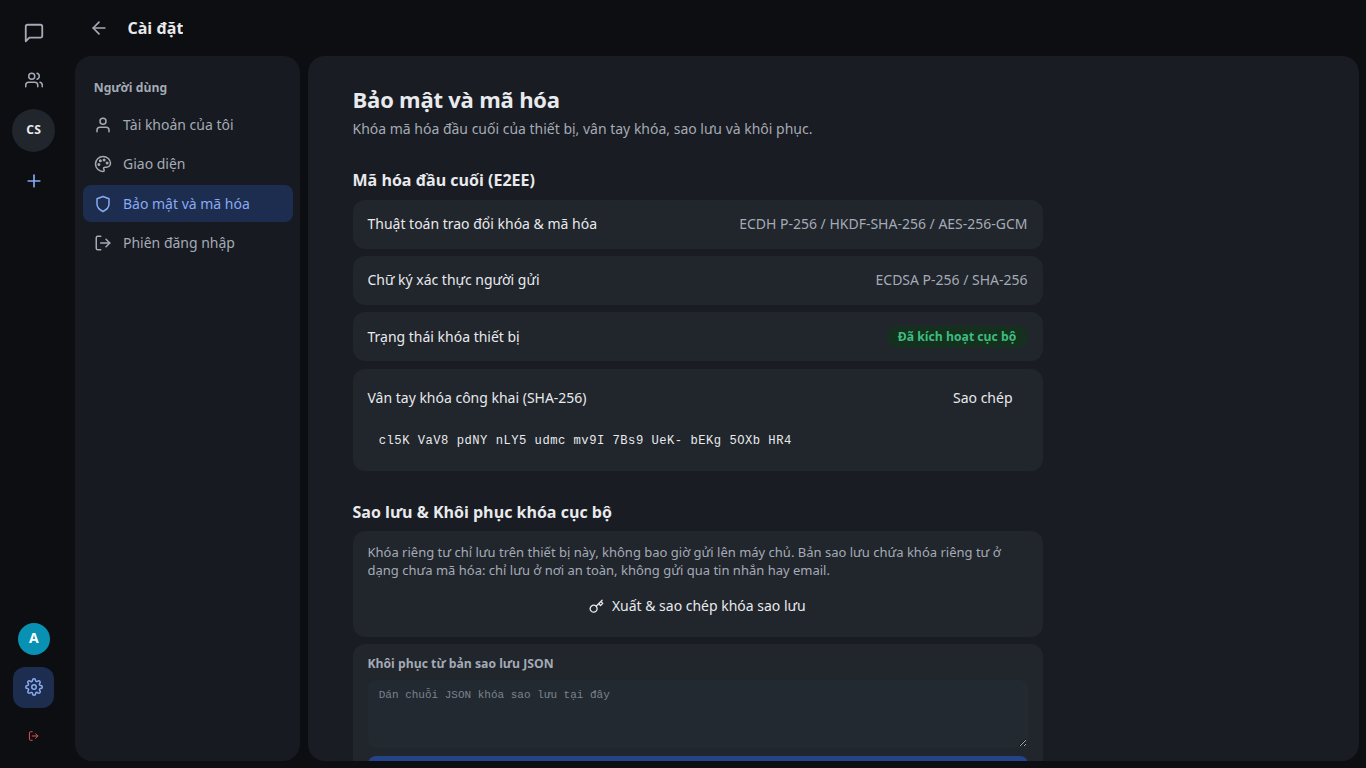 Cài đặt
CS
Người dùng
Tài khoản của tôi
Giao diện
Bảo mật và mã hóa
Phiên đăng nhập
A
Bảo mật và mã hóa
Khóa mã hóa đầu cuối của thiết bị, vân tay khóa, sao lưu và khôi phục.
Mã hóa đầu cuối (E2EE)
Thuật toán trao đổi khóa & mã hóa
ECDH P-256 / HKDF-SHA-256 / AES-256-GCM
Chữ ký xác thực người gửi
ECDSA P-256 / SHA-256
Trạng thái khóa thiết bị
Đã kích hoạt cục bộ
Vân tay khóa công khai (SHA-256)
Sao chép
cl5K VaV8 pdNY nLY5 udmc mv9I 7Bs9 UeK- bEKg 5OXb HR4
Sao lưu & Khôi phục khóa cục bộ
Khóa riêng tư chỉ lưu trên thiết bị này, không bao giờ gửi lên máy chủ. Bản sao lưu chứa khóa riêng tư ở
dạng chưa mã hóa: chỉ lưu ở nơi an toàn, không gửi qua tin nhắn hay email.
Xuất & sao chép khóa sao lưu
Khôi phục từ bản sao lưu JSON
Dán chuỗi JSON khóa sao lưu tại đây